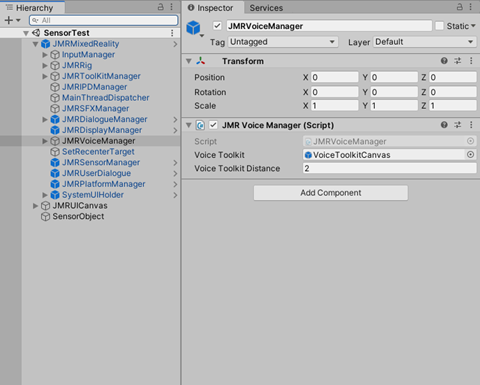 Hierarchy
All
SensorTest
JMRMixedReality
InputManager
JMRRig
JMRToolKitManager
JMRIPDManager
MainThreadDispatcher
JMRSFXManager
JMRDialogueManager
JMRDisplayManager
JMRVoiceManager
SetRecenterTarget
JMRSensorManager
JMRUserDialogue
JMRPlatformManager
SystemUIHolder
JMRUICanvas
SensorObject
Inspector Services
JMRVoiceManager Static
Tag Untagged Layer Default
Transform
Position X 0 Y 0 Z 0
Rotation X 0 Y 0 Z 0
Scale X 1 Y 1 Z 1
JMR Voice Manager (Script)
Script JMRVoiceManager
Voice Toolkit VoiceToolkitCanvas
Voice Toolkit Distance 2
Add Component